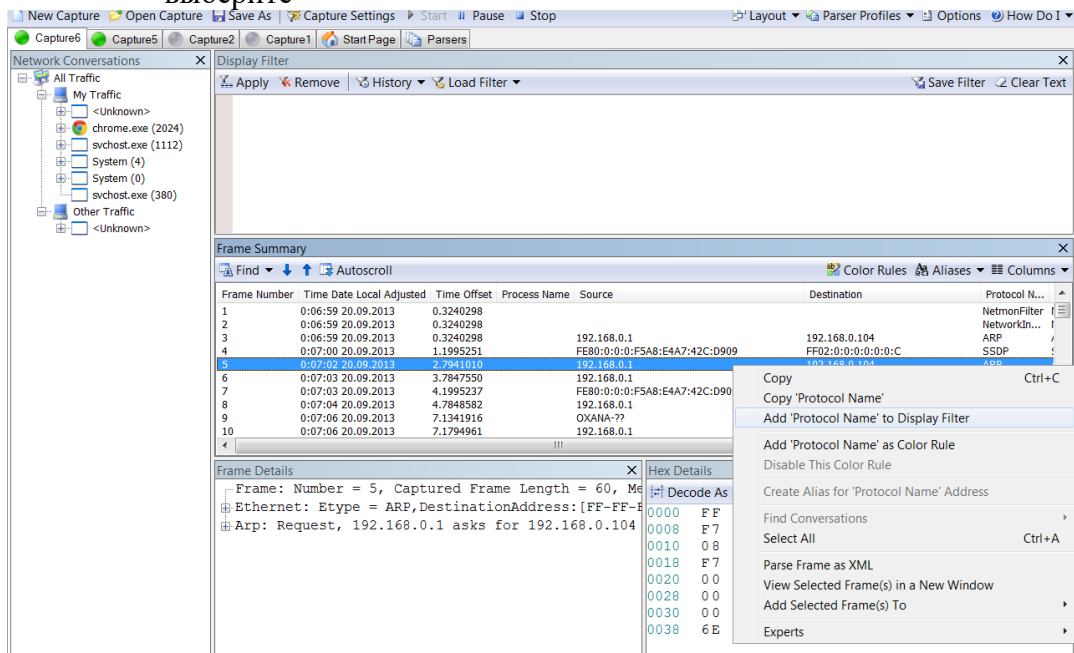 выберите
New Capture Open Capture Save As Capture Settings Start Pause Stop Layout Parser Profiles Options How Do I
Capture6 Capture5 Capture2 Capture1 Start Page Parsers
Network Conversations
All Traffic
My Traffic
<Unknown>
chrome.exe (2024)
svchost.exe (1112)
System (4)
System (0)
svchost.exe (380)
Other Traffic
<Unknown>
Display Filter
Apply Remove History Load Filter Save Filter Clear Text
Frame Summary
Find Autoscroll Color Rules Aliases Columns
Frame Number Time Date Local Adjusted Time Offset Process Name Source Destination Protocol N...
1 0:06:59 20.09.2013 0.3240298 NetmonFilter
2 0:06:59 20.09.2013 0.3240298 NetworkIn...
3 0:06:59 20.09.2013 0.3240298 192.168.0.1 192.168.0.104 ARP
4 0:07:00 20.09.2013 1.1995251 FE80:0:0:0:F5A8:E4A7:42C:D909 FF02:0:0:0:0:0:0:C SSDP
5 0:07:02 20.09.2013 2.7941010 192.168.0.1 192.168.0.104 ARP
6 0:07:03 20.09.2013 3.7847550 192.168.0.1
7 0:07:03 20.09.2013 4.1995237 FE80:0:0:0:F5A8:E4A7:42C:D90
8 0:07:04 20.09.2013 4.7848582 192.168.0.1
9 0:07:06 20.09.2013 7.1341916 OXANA-??
10 0:07:06 20.09.2013 7.1794961 192.168.0.1
Copy Ctrl+C
Copy 'Protocol Name'
Add 'Protocol Name' to Display Filter
Add 'Protocol Name' as Color Rule
Disable This Color Rule
Create Alias for 'Protocol Name' Address
Find Conversations
Select All Ctrl+A
Parse Frame as XML
View Selected Frame(s) in a New Window
Add Selected Frame(s) To
Experts
Frame Details
Frame: Number = 5, Captured Frame Length = 60, Me
Ethernet: Etype = ARP,DestinationAddress:[FF-FF-
Arp: Request, 192.168.0.1 asks for 192.168.0.104
Hex Details
Decode As
0000 FF
0008 F7
0010 08
0018 F7
0020 00
0028 00
0030 00
0038 6E